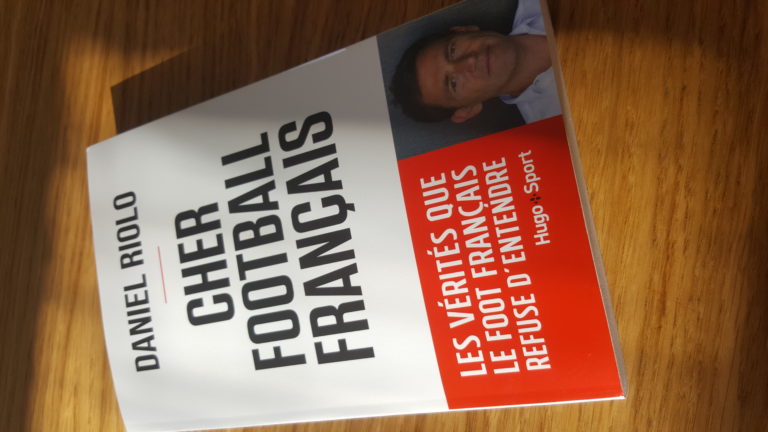 DANIEL RIOLO
CHER
FOOTBALL
FRANÇAIS
LES VÉRITÉS QUE
LE FOOT FRANÇAIS
REFUSE D'ENTENDRE
Hugo+Sport